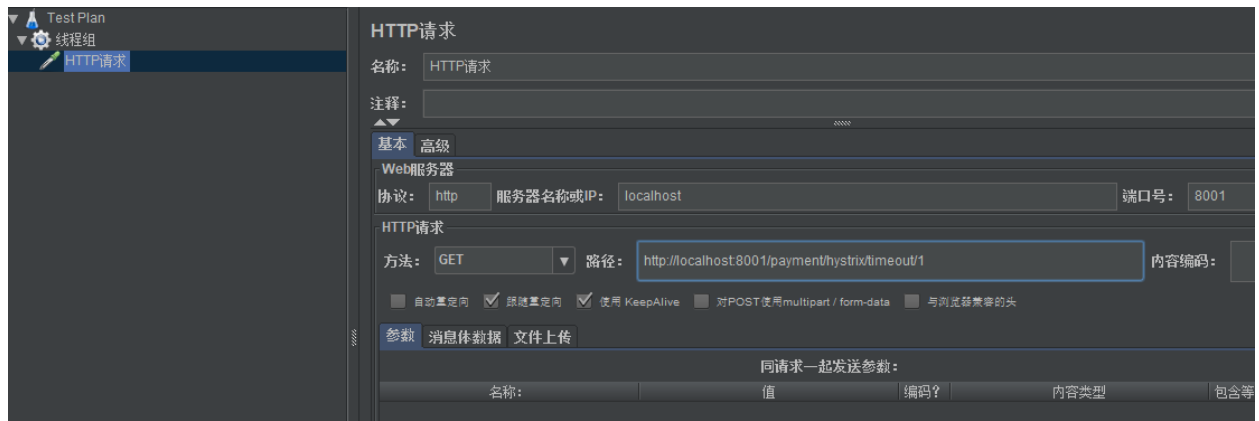 Test Plan
线程组
HTTP请求
HTTP请求
名称： HTTP请求
注释：
基本 高级
Web服务器
协议： http 服务器名称或IP： localhost 端口号： 8001
HTTP请求
方法： GET 路径： http://localhost:8001/payment/hystrix/timeout/1 内容编码：
自动重定向 跟随重定向 使用 KeepAlive 对POST使用multipart / form-data 与浏览器兼容的头
参数 消息体数据 文件上传
同请求一起发送参数：
名称： 值 编码？ 内容类型 包含等